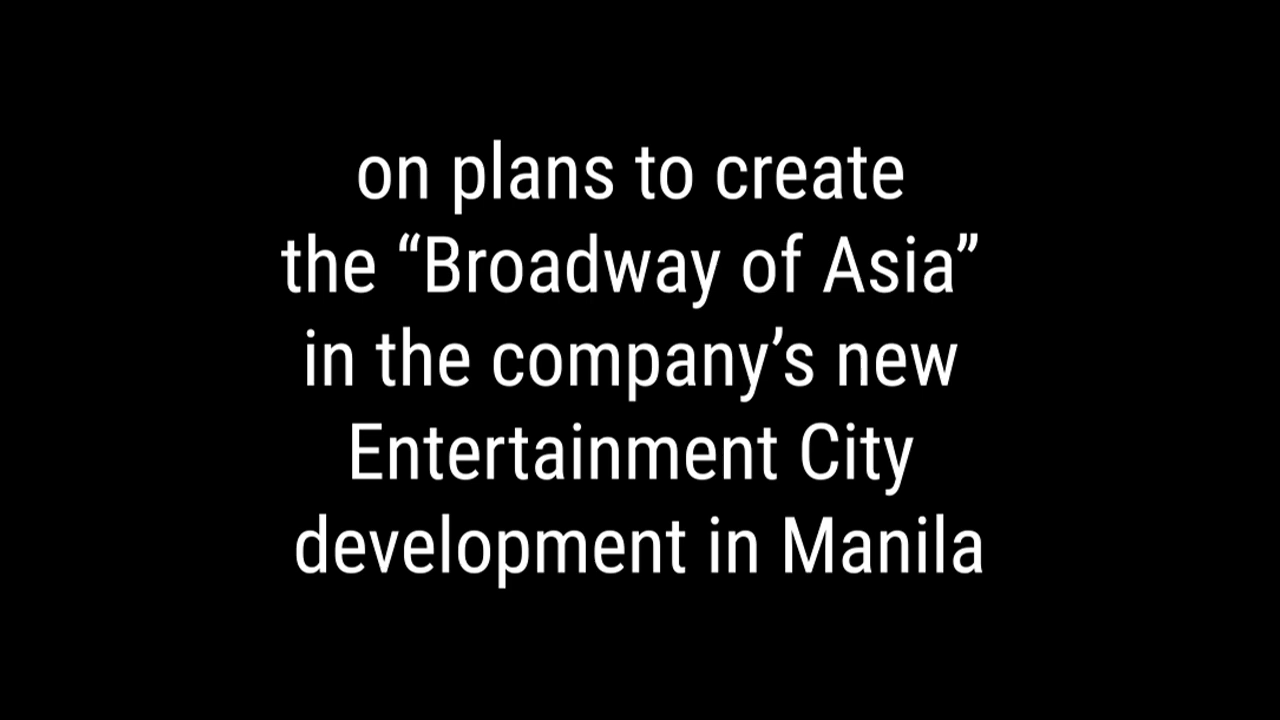 on plans to create
the “Broadway of Asia”
in the company’s new
Entertainment City
development in Manila